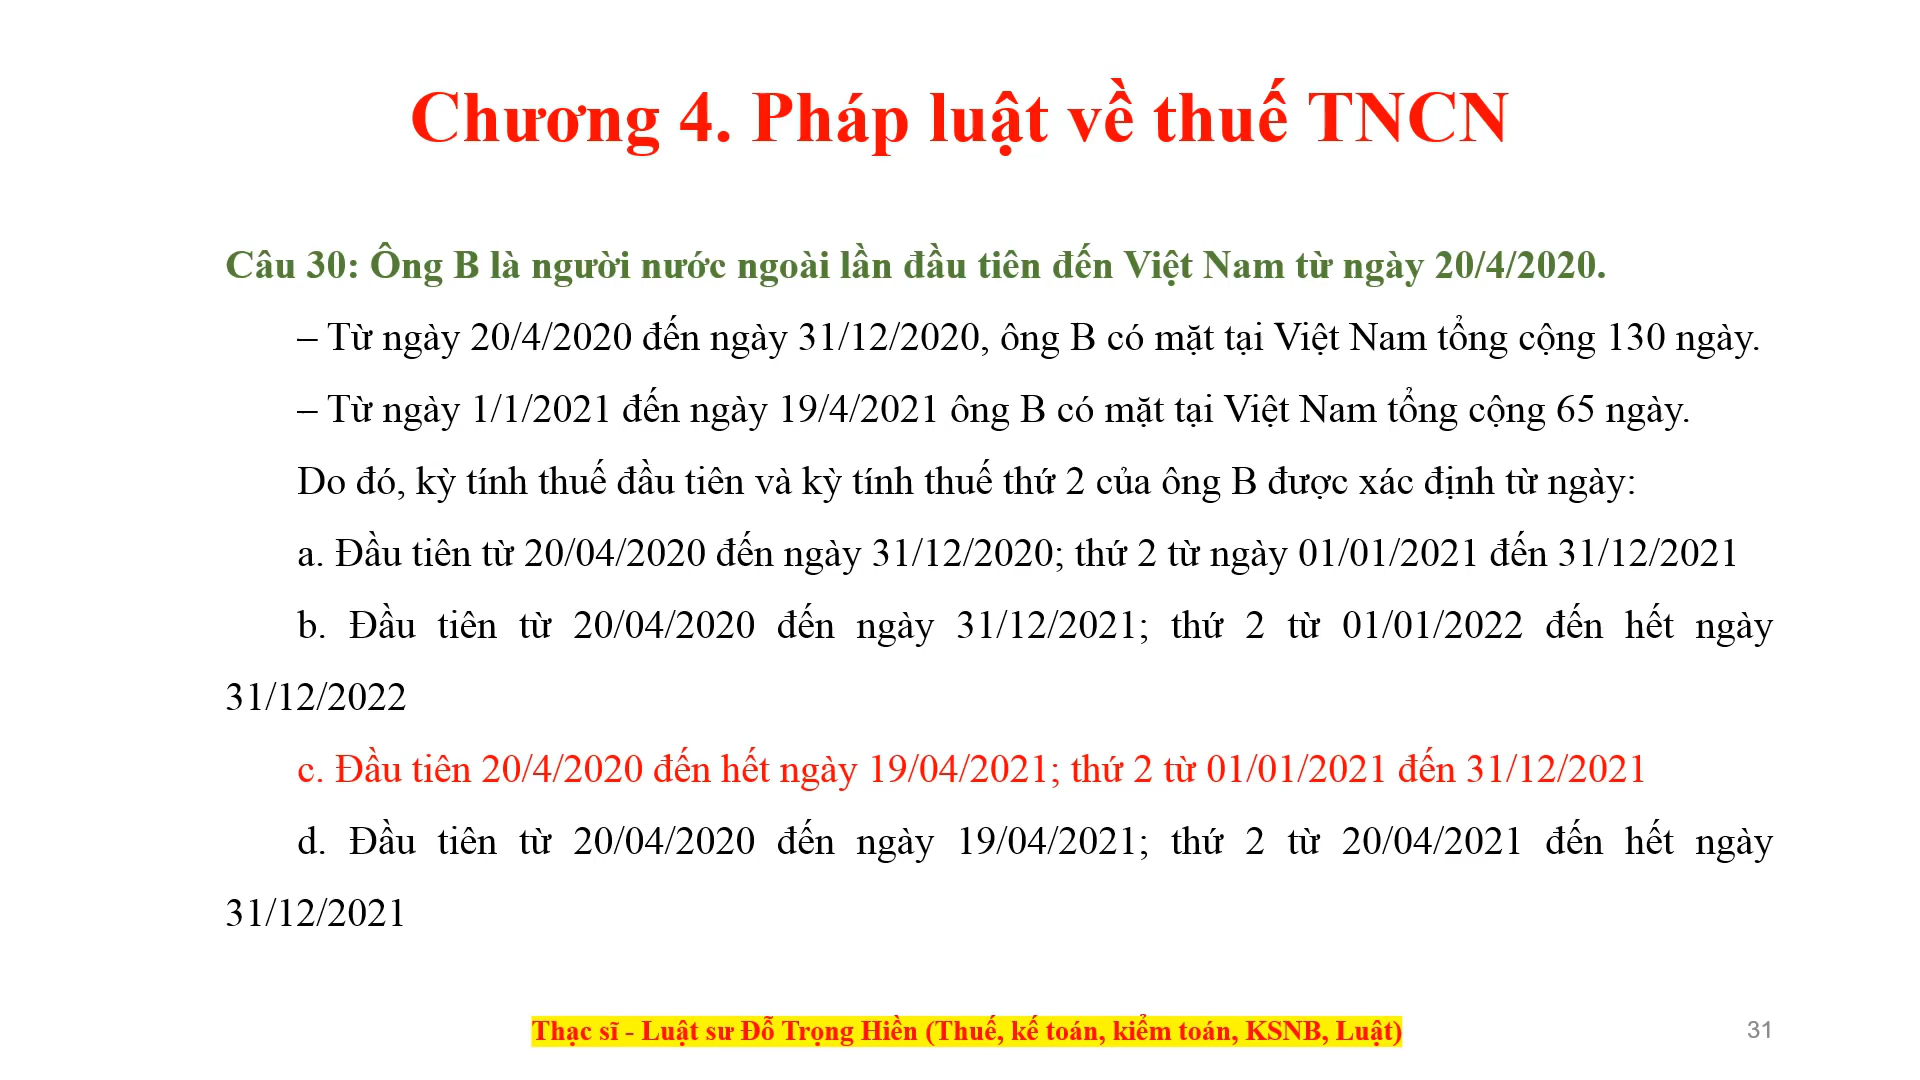 Chương 4. Pháp luật về thuế TNCN
Câu 30: Ông B là người nước ngoài lần đầu tiên đến Việt Nam từ ngày 20/4/2020.
– Từ ngày 20/4/2020 đến ngày 31/12/2020, ông B có mặt tại Việt Nam tổng cộng 130 ngày.
– Từ ngày 1/1/2021 đến ngày 19/4/2021 ông B có mặt tại Việt Nam tổng cộng 65 ngày.
Do đó, kỳ tính thuế đầu tiên và kỳ tính thuế thứ 2 của ông B được xác định từ ngày:
a. Đầu tiên từ 20/04/2020 đến ngày 31/12/2020; thứ 2 từ ngày 01/01/2021 đến 31/12/2021
b. Đầu tiên từ 20/04/2020 đến ngày 31/12/2021; thứ 2 từ 01/01/2022 đến hết ngày
31/12/2022
c. Đầu tiên 20/4/2020 đến hết ngày 19/04/2021; thứ 2 từ 01/01/2021 đến 31/12/2021
d. Đầu tiên từ 20/04/2020 đến ngày 19/04/2021; thứ 2 từ 20/04/2021 đến hết ngày
31/12/2021
Thạc sĩ - Luật sư Đỗ Trọng Hiền (Thuế, kế toán, kiểm toán, KSNB, Luật)
31